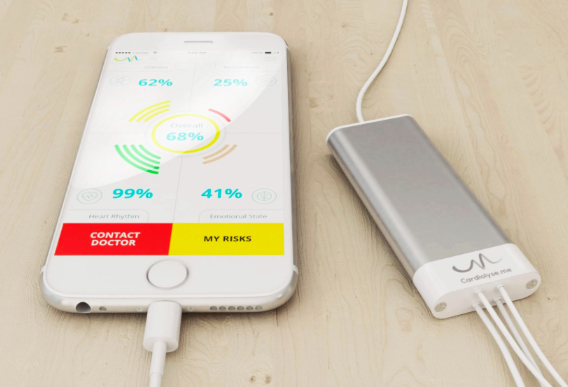 62%
25%
Overall
68%
99%
41%
Heart Rhythm
Emotional State
CONTACT
DOCTOR
MY RISKS
Cardiolyse.me